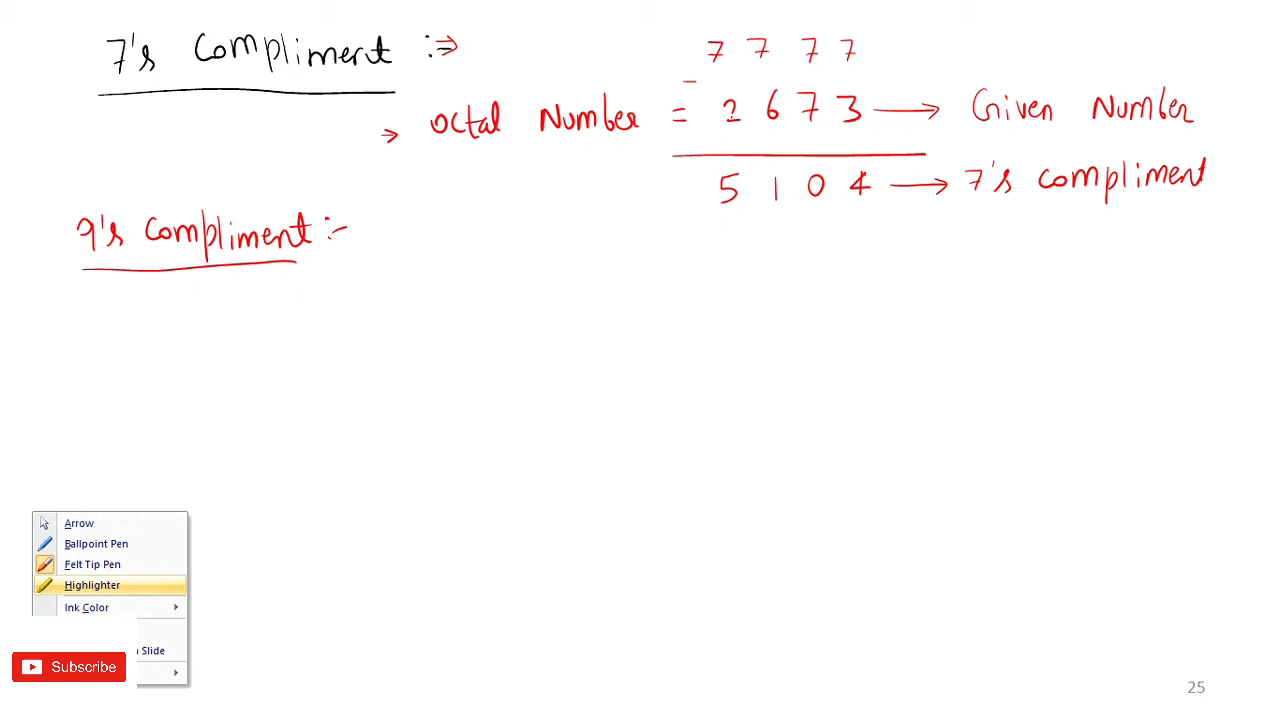 7's Compliment :- ⇒
7 7 7 7
→ Octal Number = - 2 6 7 3 → Given Number
5 1 0 4 → 7's compliment
9's compliment :-
Arrow
Ballpoint Pen
Felt Tip Pen
Highlighter
Ink Color
n Slide
Subscribe
25